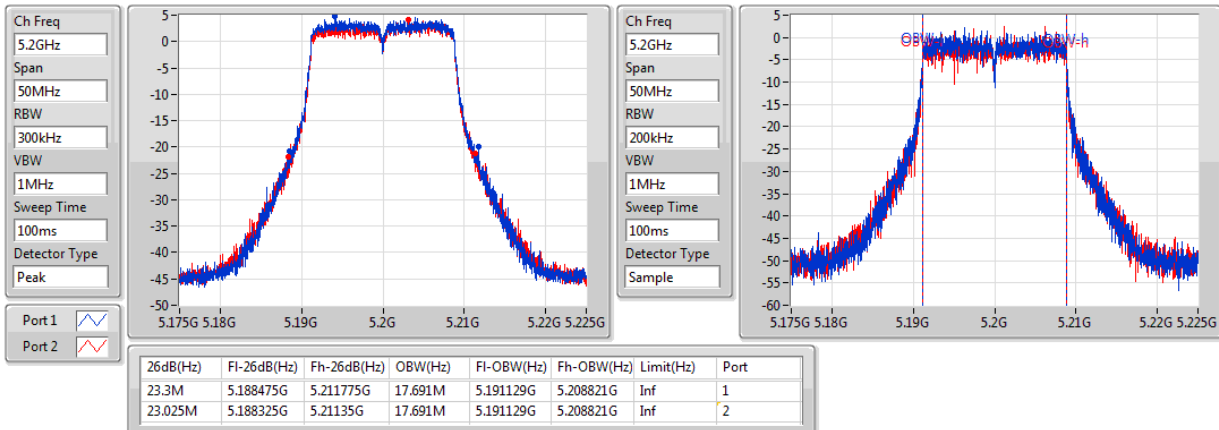 Ch Freq
5.2GHz
Span
50MHz
RBW
300kHz
VBW
1MHz
Sweep Time
100ms
Detector Type
Peak
Port 1
Port 2
5
0
-5
-10
-15
-20
-25
-30
-35
-40
-45
-50
5.175G 5.18G 5.19G 5.2G 5.21G 5.22G 5.225G
Ch Freq
5.2GHz
Span
50MHz
RBW
200kHz
VBW
1MHz
Sweep Time
100ms
Detector Type
Sample
5
0
-5
-10
-15
-20
-25
-30
-35
-40
-45
-50
-55
-60
OBW-h
5.175G 5.18G 5.19G 5.2G 5.21G 5.22G 5.225G
26dB(Hz) Fl-26dB(Hz) Fh-26dB(Hz) OBW(Hz) Fl-OBW(Hz) Fh-OBW(Hz) Limit(Hz) Port
23.3M 5.188475G 5.211775G 17.691M 5.191129G 5.208821G Inf 1
23.025M 5.188325G 5.21135G 17.691M 5.191129G 5.208821G Inf 2